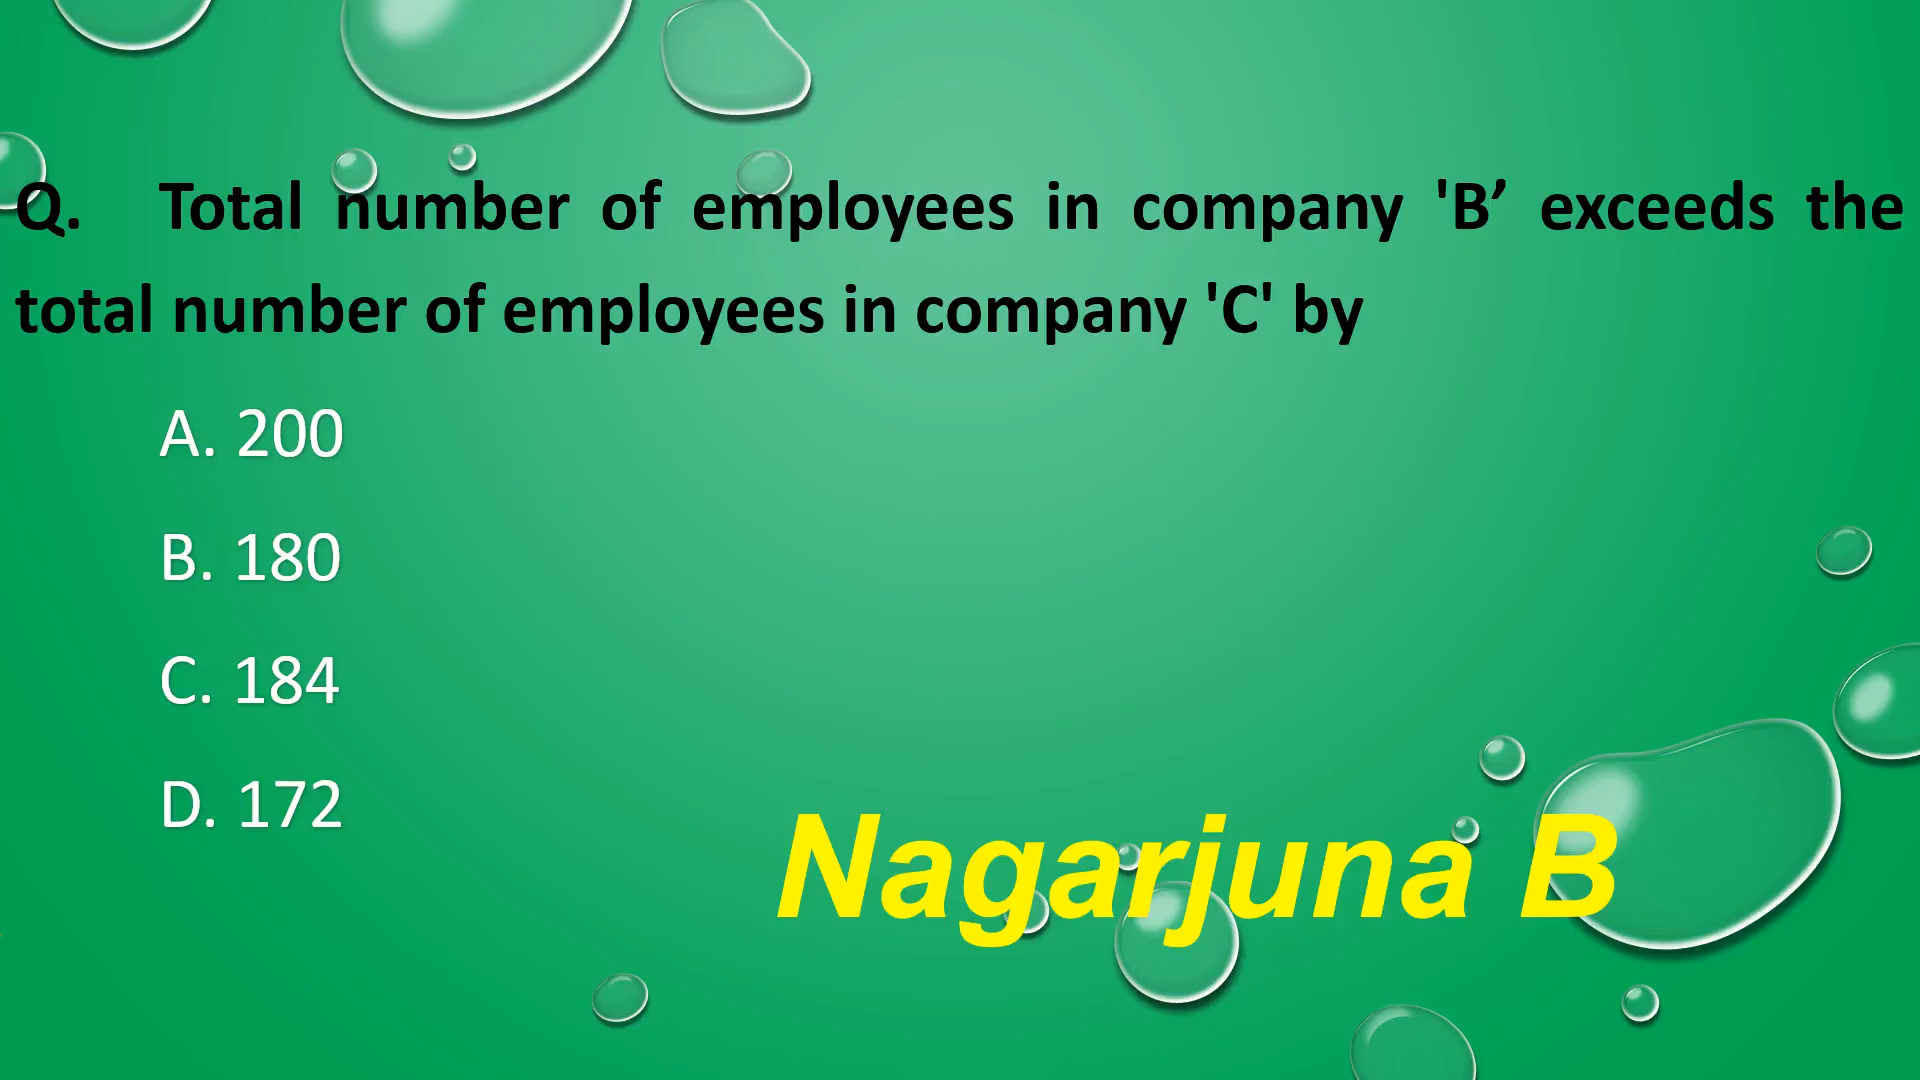 Q. Total number of employees in company 'B’ exceeds the
total number of employees in company 'C' by
A. 200
B. 180
C. 184
D. 172
Nagarjuna B